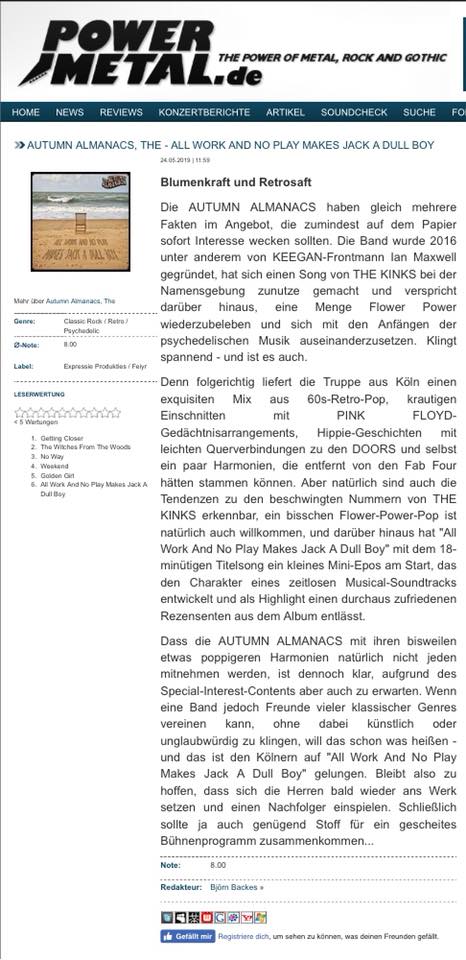 POWER
METAL.de
THE POWER OF METAL, ROCK AND GOTHIC
HOME NEWS REVIEWS KONZERTBERICHTE ARTIKEL SOUNDCHECK SUCHE
AUTUMN ALMANACS, THE - ALL WORK AND NO PLAY MAKES JACK A DULL BOY
24.05.2019 | 11:59
ALL WORK AND NO PLAY
MAKES JACK A DULL BOY
Mehr über Autumn Almanacs, The
Genre: Classic Rock / Retro /
Psychedelic
Ø-Note: 8.00
Label: Expressie Produkties / Feiyr
LESERWERTUNG
< 5 Wertungen
1. Getting Closer
2. The Witches From The Woods
3. No Way
4. Weekend
5. Golden Girl
6. All Work And No Play Makes Jack A
Dull Boy
Blumenkraft und Retrosaft
Die AUTUMN ALMANACS haben gleich mehrere
Fakten im Angebot, die zumindest auf dem Papier
sofort Interesse wecken sollten. Die Band wurde 2016
unter anderem von KEEGAN-Frontmann Ian Maxwell
gegründet, hat sich einen Song von THE KINKS bei der
Namensgebung zunutze gemacht und verspricht
darüber hinaus, eine Menge Flower Power
wiederzubeleben und sich mit den Anfängen der
psychedelischen Musik auseinanderzusetzen. Klingt
spannend - und ist es auch.
Denn folgerichtig liefert die Truppe aus Köln einen
exquisiten Mix aus 60s-Retro-Pop, krautigen
Einschnitten mit PINK FLOYD-
Gedächtnisarrangements, Hippie-Geschichten mit
leichten Querverbindungen zu den DOORS und selbst
ein paar Harmonien, die entfernt von den Fab Four
hätten stammen können. Aber natürlich sind auch die
Tendenzen zu den beschwingten Nummern von THE
KINKS erkennbar, ein bisschen Flower-Power-Pop ist
natürlich auch willkommen, und darüber hinaus hat "All
Work And No Play Makes Jack A Dull Boy" mit dem 18-
minütigen Titelsong ein kleines Mini-Epos am Start, das
den Charakter eines zeitlosen Musical-Soundtracks
entwickelt und als Highlight einen durchaus zufriedenen
Rezensenten aus dem Album entlässt.
Dass die AUTUMN ALMANACS mit ihren bisweilen
etwas poppigeren Harmonien natürlich nicht jeden
mitnehmen werden, ist dennoch klar, aufgrund des
Special-Interest-Contents aber auch zu erwarten. Wenn
eine Band jedoch Freunde vieler klassischer Genres
vereinen kann, ohne dabei künstlich oder
unglaubwürdig zu klingen, will das schon was heißen -
und das ist den Kölnern auf "All Work And No Play
Makes Jack A Dull Boy" gelungen. Bleibt also zu
hoffen, dass sich die Herren bald wieder ans Werk
setzen und einen Nachfolger einspielen. Schließlich
sollte ja auch genügend Stoff für ein gescheites
Bühnenprogramm zusammenkommen...
Note: 8.00
Redakteur: Björn Backes »
Gefällt mir Registriere dich, um sehen zu können, was deinen Freunden gefällt.